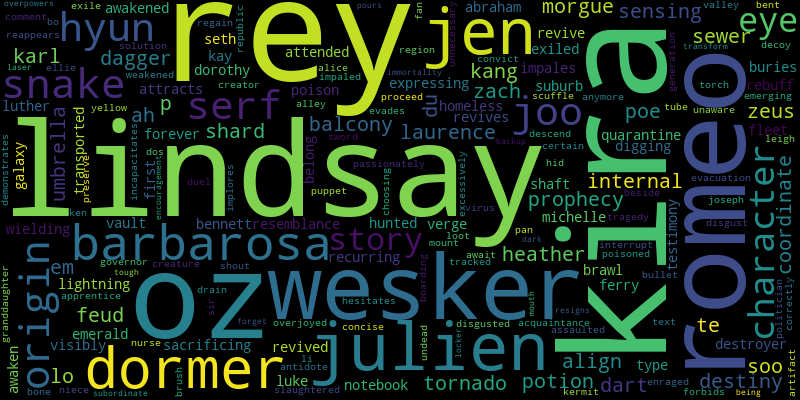 overpowers
exile awakened
comment
bo hyun rey jen
abraham morgue sensing eye
valley bent
seth republic fan revive sewer decoy
regain
reappears
karl dagger kay attended region unnecessary exiled
solution
weakened dorothy alice expressing kang impales buries
laser ellie impaled
snake attracts creator poison zach suburb rebuff zeus
immortality convict transform
luther yellow serf p alley proceed homeless joo torch emerging
evades scuffle anymore tube unaware
ah balcony laurence du revives poe fleet
forever shard quarantine leigh
demonstrates galaxy umbrella transported preserve dos first incapacitates encouragement
lindsay kira romeo
belong passionately sword backup descend certain digging
duel implores puppet choosing excessively hid shaft internal beside evacuation
ken virus prophecy joseph
vault bennett resemblance hunted verge michelle tragedy disgust
wielding barbarosa story loot pan heather interrupt testimony character coordinate
governor recurring mount await dark poisoned
tough creature tracked brawl
origin em lightning drain shout oz wesker boarding ferry bullet politician correctly
apprentice hesitates mouth
granddaughter feud sir overjoyed disgusted acquaintance text
emerald forget concise resigns assaulted te destroyer
visibly sacrificing julien align type soo
nurse revived li undead locker
awaken lo dormer antidote tornado potion dart destiny
luke notebook enraged
bone niece brush slaughtered kermit forbids being artifact
subordinate
generation
pours